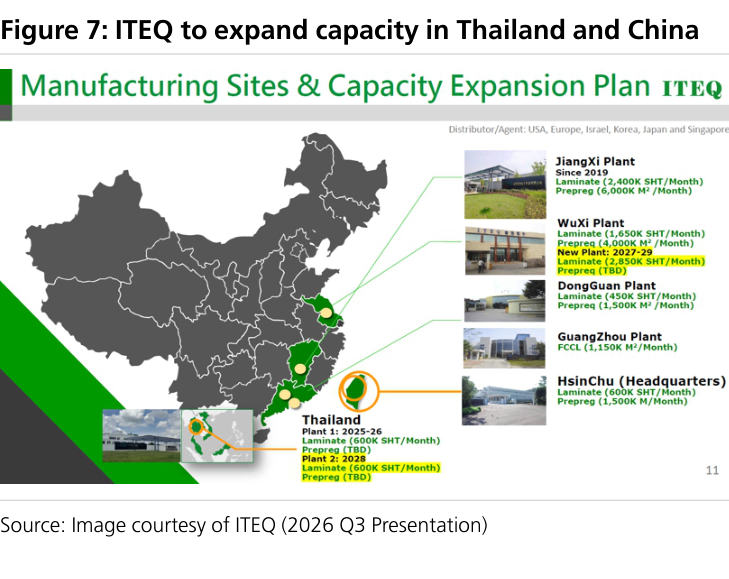 Figure 7: ITEQ to expand capacity in Thailand and China
Manufacturing Sites & Capacity Expansion Plan ITEQ
Distributor/Agent: USA, Europe, Israel, Korea, Japan and Singapore
JiangXi Plant
Since 2019
Laminate (2,400K SHT/Month)
Prepreg (6,000K M² /Month)
WuXi Plant
Laminate (1,650K SHT/Month)
Prepreg (4,000K M² /Month)
New Plant: 2027-29
Laminate (2,850K SHT/Month)
Prepreq (TBD)
DongGuan Plant
Laminate (450K SHT/Month)
Prepreg (1,500K M² /Month)
GuangZhou Plant
FCCL (1,150K M²/Month)
HsinChu (Headquarters)
Laminate (600K SHT/Month)
Prepreg (1,500K M/Month)
Thailand
Plant 1: 2025-26
Laminate (600K SHT/Month)
Prepreg (TBD)
Plant 2: 2028
Laminate (600K SHT/Month)
Prepreg (TBD)
11
Source: Image courtesy of ITEQ (2026 Q3 Presentation)